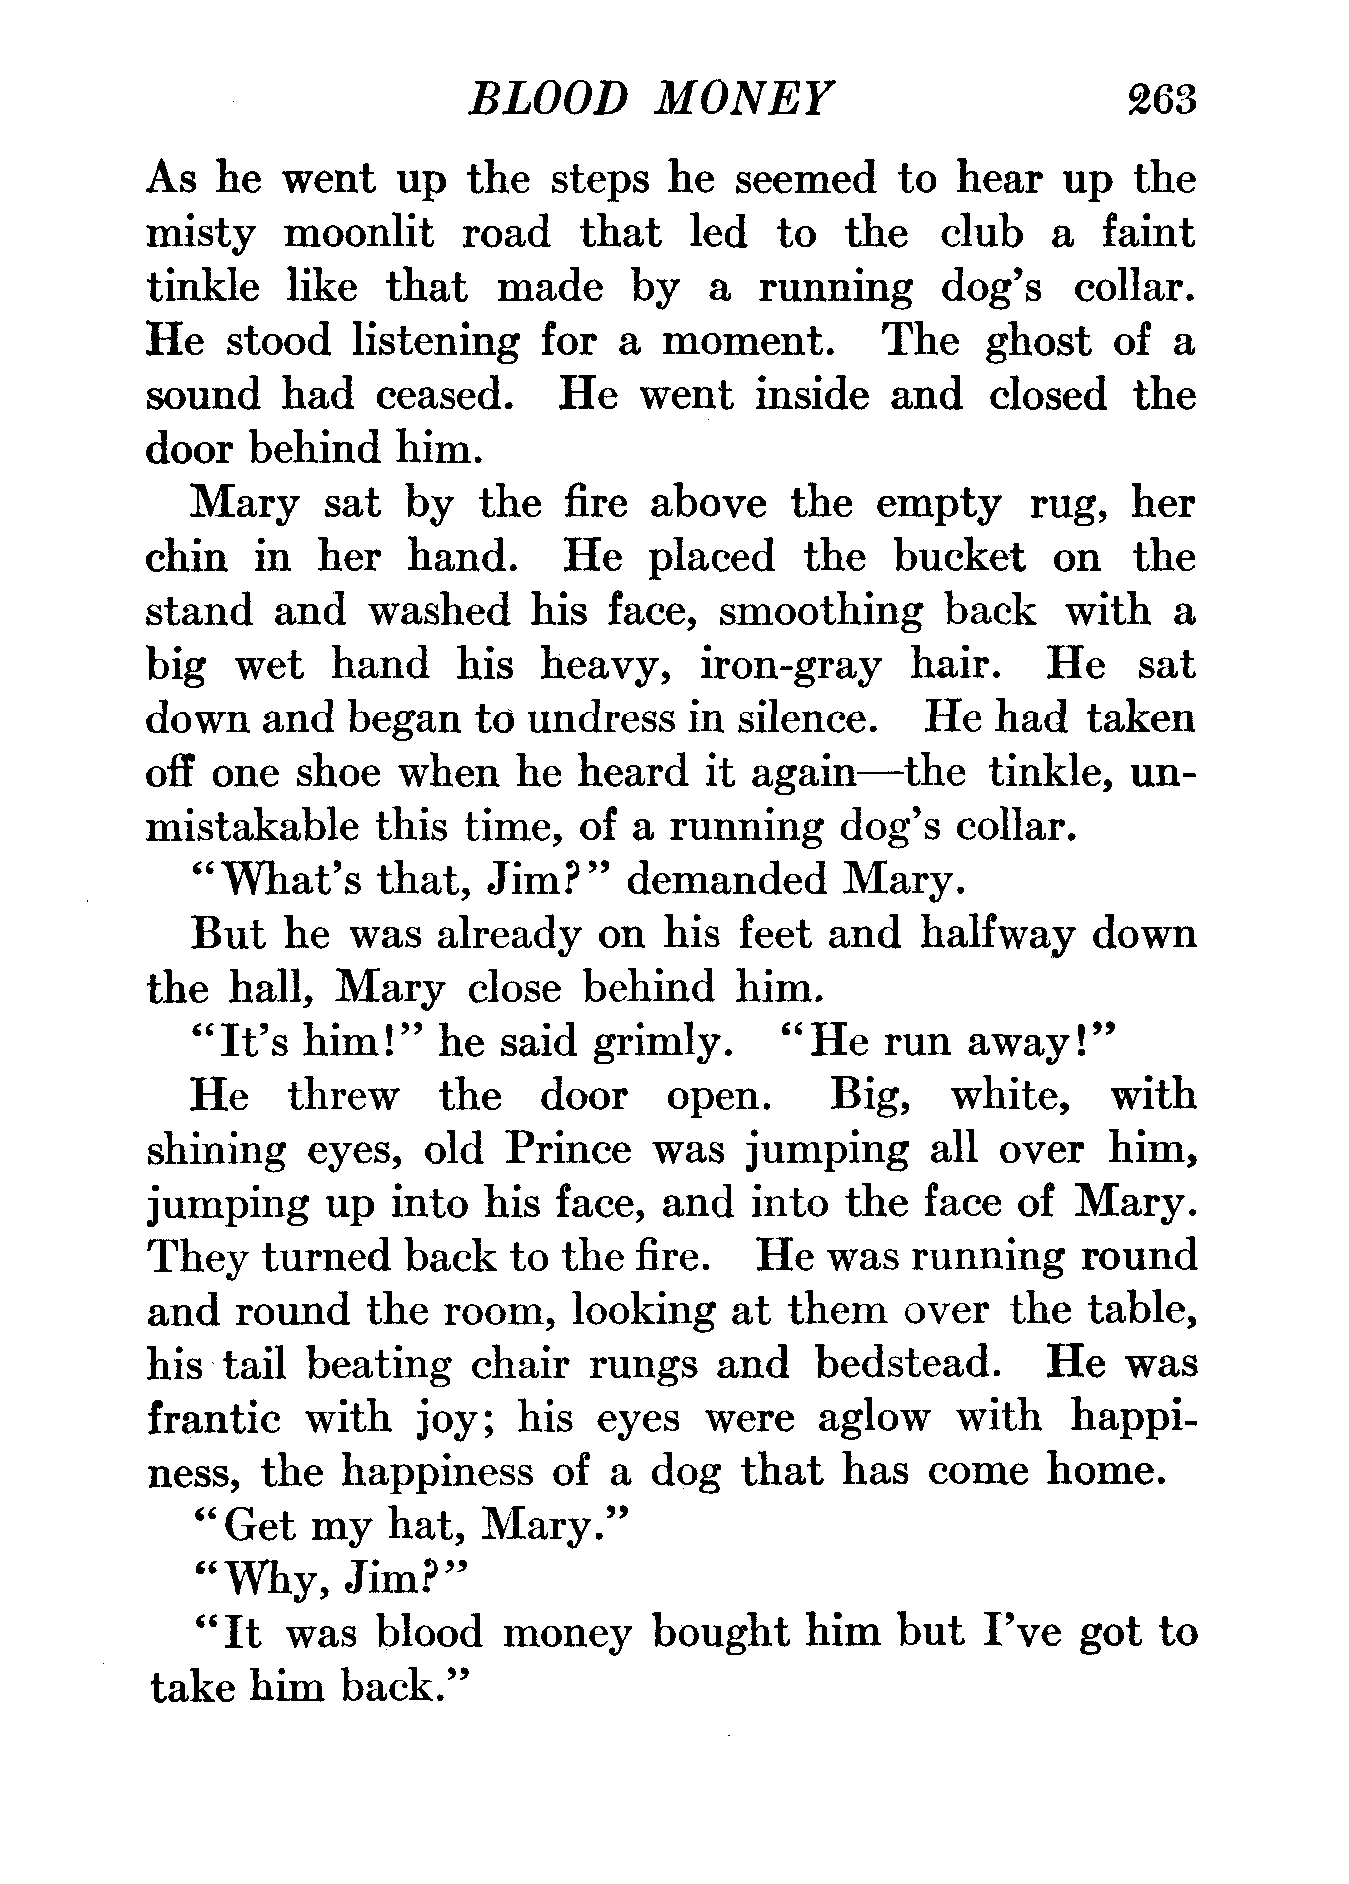 BLOOD MONEY 263
As he went up the steps he seemed to hear up the
misty moonlit road that led to the club a faint
tinkle like that made by a running dog's collar.
He stood listening for a moment. The ghost of a
sound had ceased. He went inside and closed the
door behind him.
Mary sat by the fire above the empty rug, her
chin in her hand. He placed the bucket on the
stand and washed his face, smoothing back with a
big wet hand his heavy, iron-gray hair. He sat
down and began to undress in silence. He had taken
off one shoe when he heard it again—the tinkle, un-
mistakable this time, of a running dog's collar.
"What's that, Jim?" demanded Mary.
But he was already on his feet and halfway down
the hall, Mary close behind him.
"It's him!" he said grimly. "He run away!"
He threw the door open. Big, white, with
shining eyes, old Prince was jumping all over him,
jumping up into his face, and into the face of Mary.
They turned back to the fire. He was running round
and round the room, looking at them over the table,
his tail beating chair rungs and bedstead. He was
frantic with joy; his eyes were aglow with happi-
ness, the happiness of a dog that has come home.
"Get my hat, Mary."
"Why, Jim?"
"It was blood money bought him but I've got to
take him back."